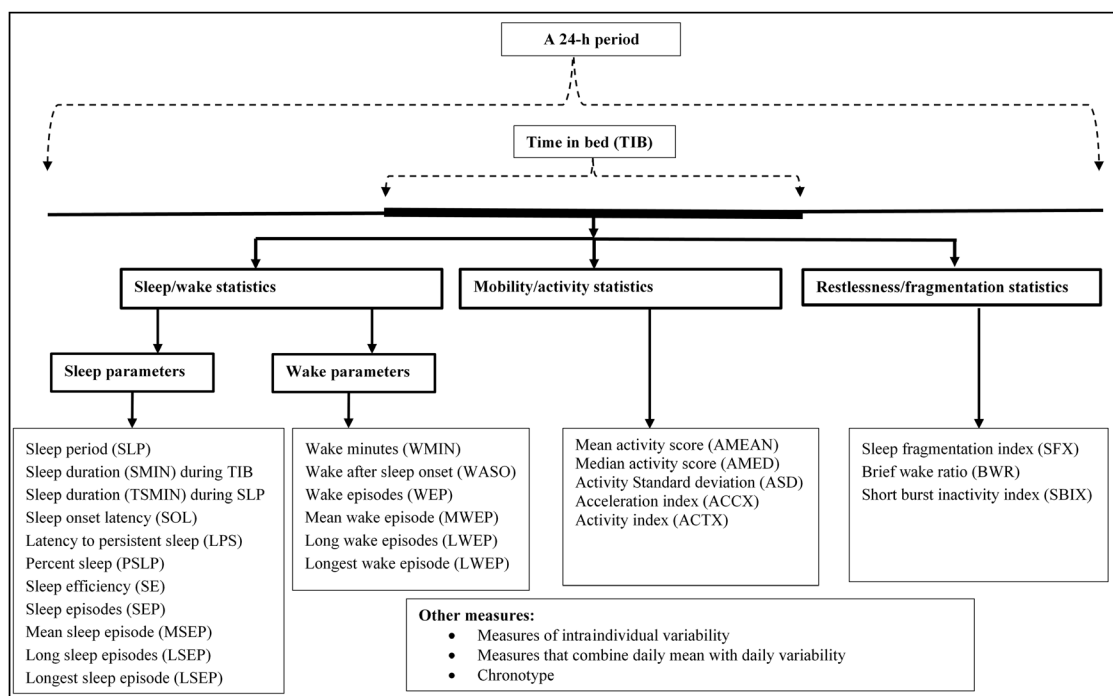 A 24-h period
Time in bed (TIB)
Sleep/wake statistics
Mobility/activity statistics
Restlessness/fragmentation statistics
Sleep parameters
Wake parameters
Sleep period (SLP)
Sleep duration (SMIN) during TIB
Sleep duration (TSMIN) during SLP
Sleep onset latency (SOL)
Latency to persistent sleep (LPS)
Percent sleep (PSLP)
Sleep efficiency (SE)
Sleep episodes (SEP)
Mean sleep episode (MSEP)
Long sleep episodes (LSEP)
Longest sleep episode (LSEP)
Wake minutes (WMIN)
Wake after sleep onset (WASO)
Wake episodes (WEP)
Mean wake episode (MWEP)
Long wake episodes (LWEP)
Longest wake episode (LWEP)
Mean activity score (AMEAN)
Median activity score (AMED)
Activity Standard deviation (ASD)
Acceleration index (ACCX)
Activity index (ACTX)
Sleep fragmentation index (SFX)
Brief wake ratio (BWR)
Short burst inactivity index (SBIX)
Other measures:
• Measures of intraindividual variability
• Measures that combine daily mean with daily variability
• Chronotype